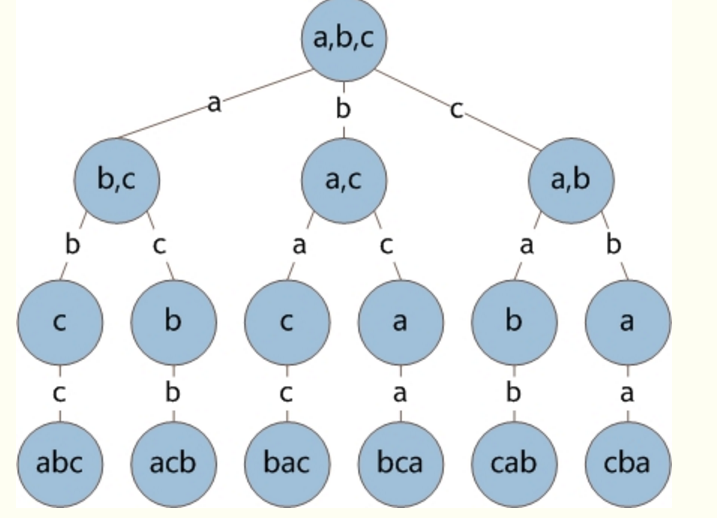 a,b,c
a b c
b,c a,c a,b
b c a c a b
c b c a b a
c b c a b a
abc acb bac bca cab cba